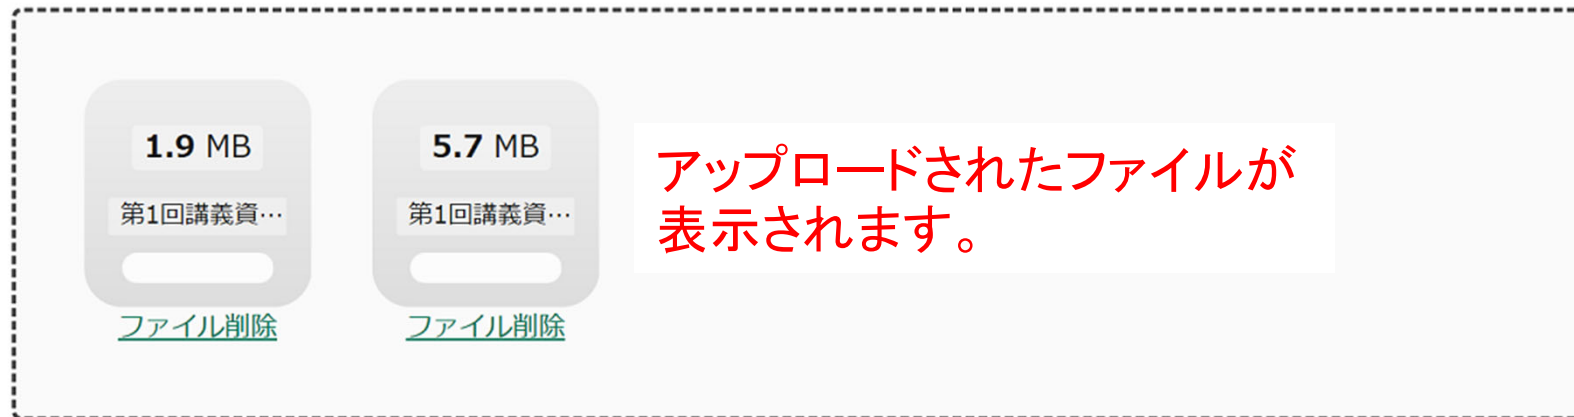 1.9 MB
5.7 MB
第1回講義資…
第1回講義資…
ファイル削除
ファイル削除
アップロードされたファイルが
表示されます。